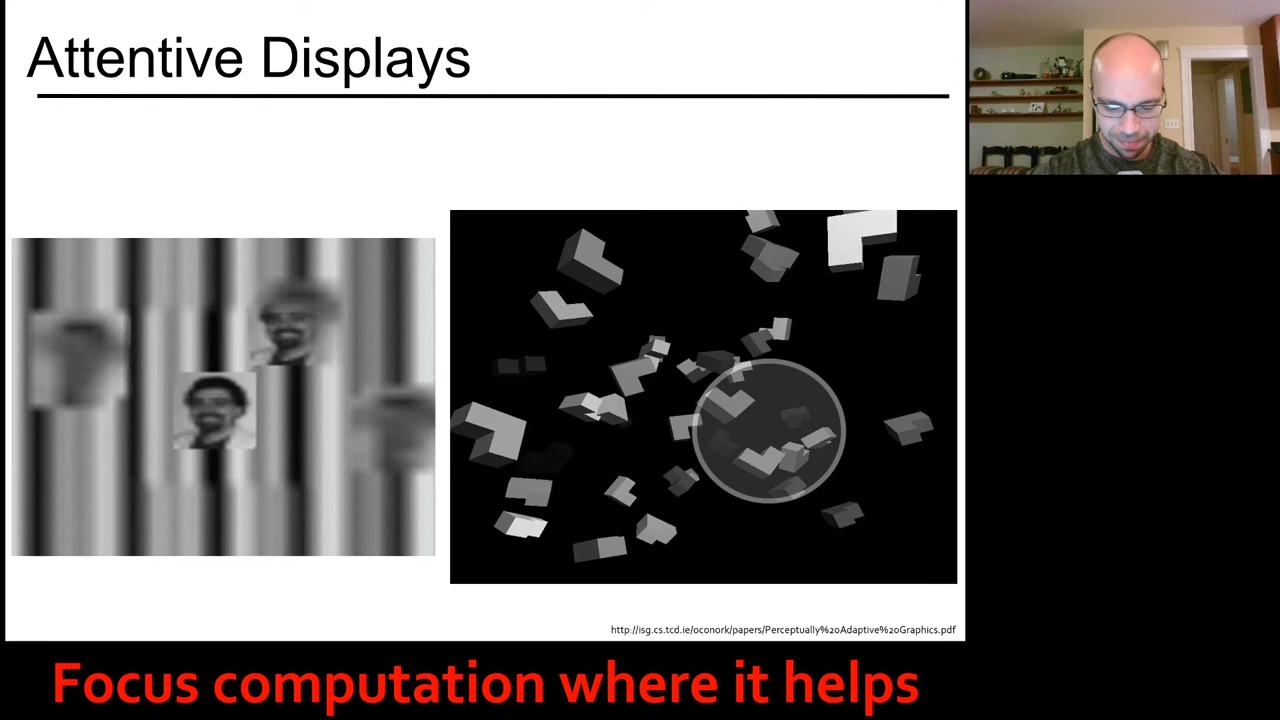 Attentive Displays
http://isg.cs.tcd.ie/oconork/papers/Perceptually%20Adaptive%20Graphics.pdf
Focus computation where it helps